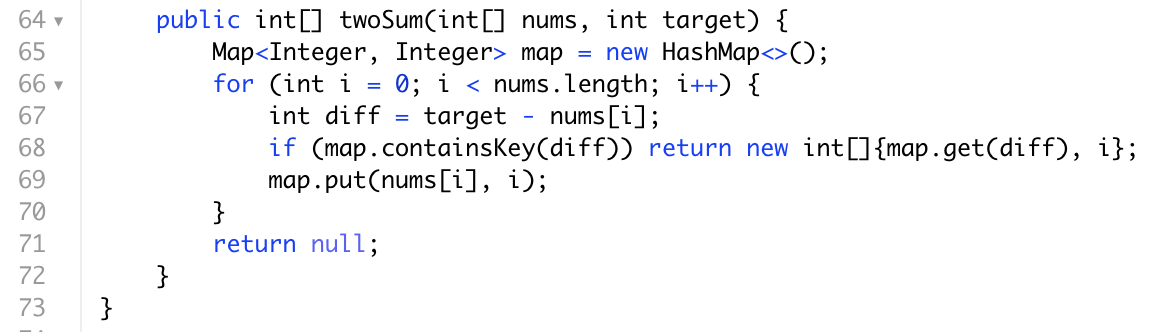 64 ▾     public int[] twoSum(int[] nums, int target) {
65           Map<Integer, Integer> map = new HashMap<>();
66 ▾         for (int i = 0; i < nums.length; i++) {
67               int diff = target - nums[i];
68               if (map.containsKey(diff)) return new int[]{map.get(diff), i};
69               map.put(nums[i], i);
70           }
71           return null;
72       }
73   }